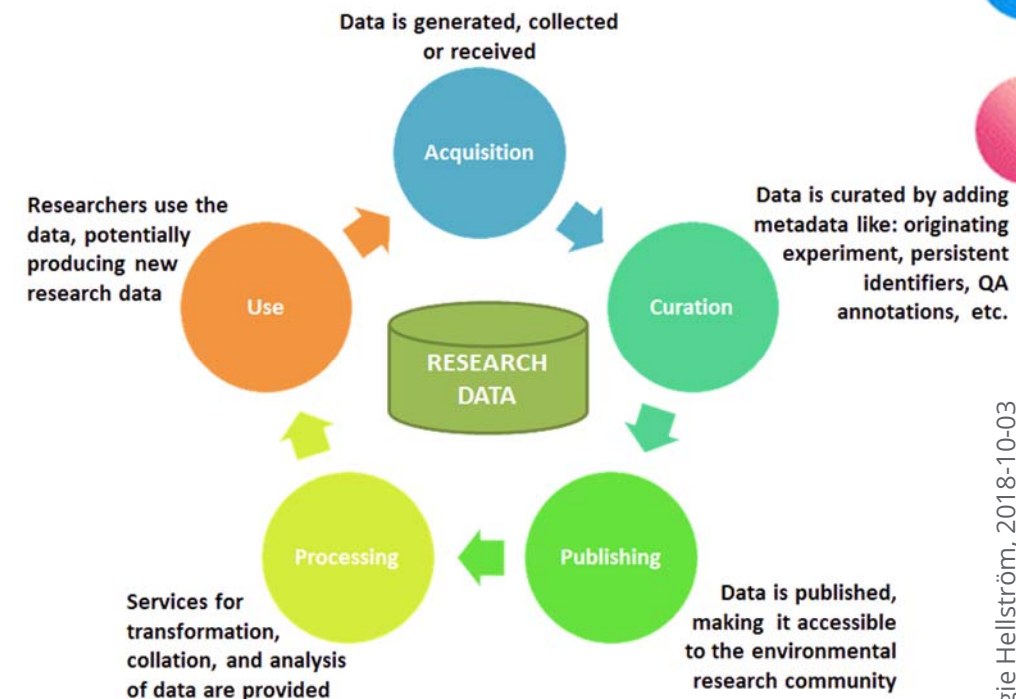 Data is generated, collected
or received
Acquisition
Data is curated by adding
metadata like: originating
experiment, persistent
identifiers, QA
annotations, etc.
Curation
Researchers use the
data, potentially
producing new
research data
Use
RESEARCH
DATA
Processing
Publishing
Services for
transformation,
collation, and analysis
of data are provided
Data is published,
making it accessible
to the environmental
research community
Hellström, 2018-10-03